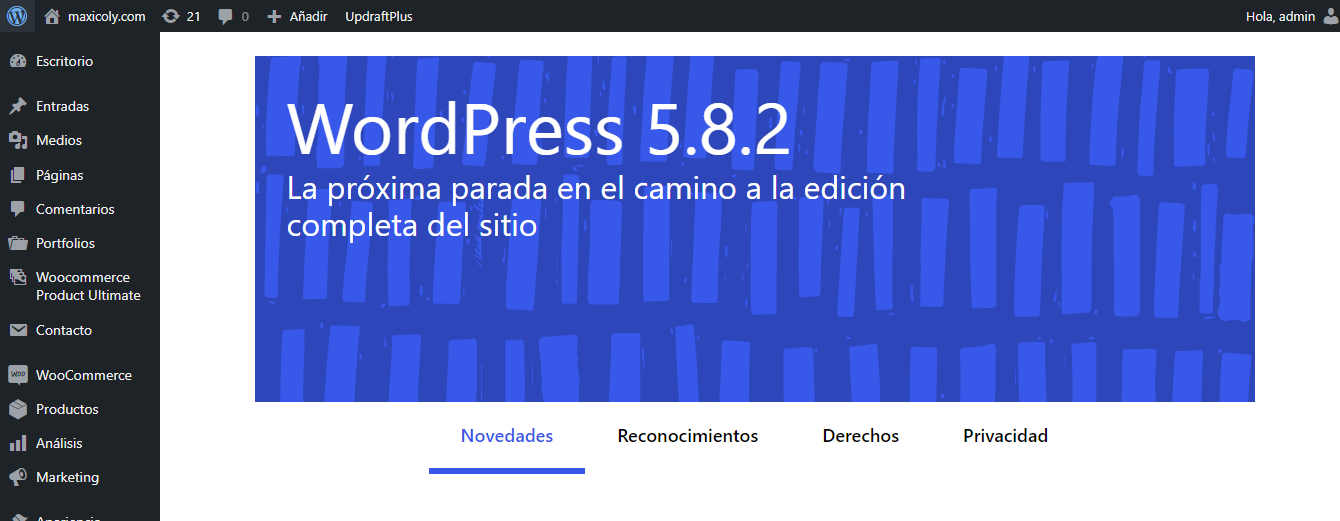 maxicoly.com 21 0 Añadir UpdraftPlus Hola, admin
Escritorio
Entradas
Medios
Páginas
Comentarios
Portfolios
Woocommerce
Product Ultimate
Contacto
WooCommerce
Productos
Análisis
Marketing
Apariencia
WordPress 5.8.2
La próxima parada en el camino a la edición
completa del sitio
Novedades Reconocimientos Derechos Privacidad